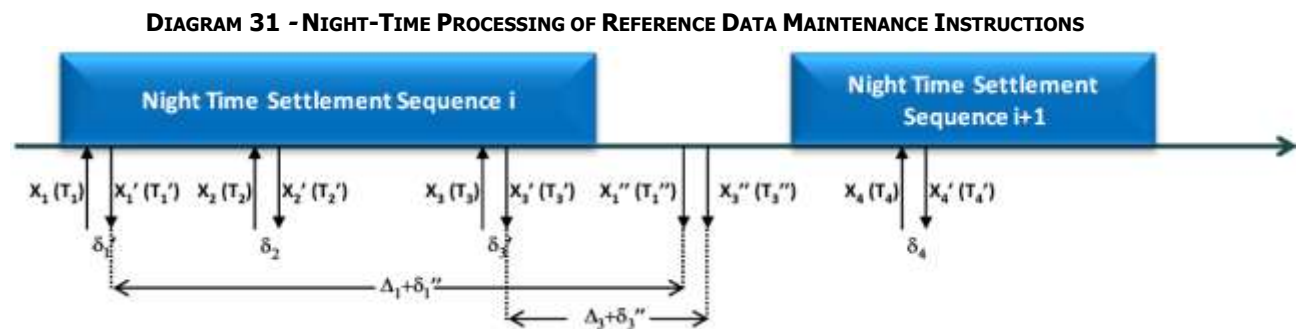 DIAGRAM 31 - NIGHT-TIME PROCESSING OF REFERENCE DATA MAINTENANCE INSTRUCTIONS
Night Time Settlement Sequence i
Night Time Settlement
Sequence i+1
X₁ (T₁) X₁' (T₁') X₂ (T₂) X₂' (T₂') X₃ (T₃) X₃' (T₃') X₁'' (T₁'') X₃'' (T₃'') X₄ (T₄) X₄' (T₄')
δ₁' δ₂ δ₃' δ₄
Δ₁+δ₁''
Δ₃+δ₃''